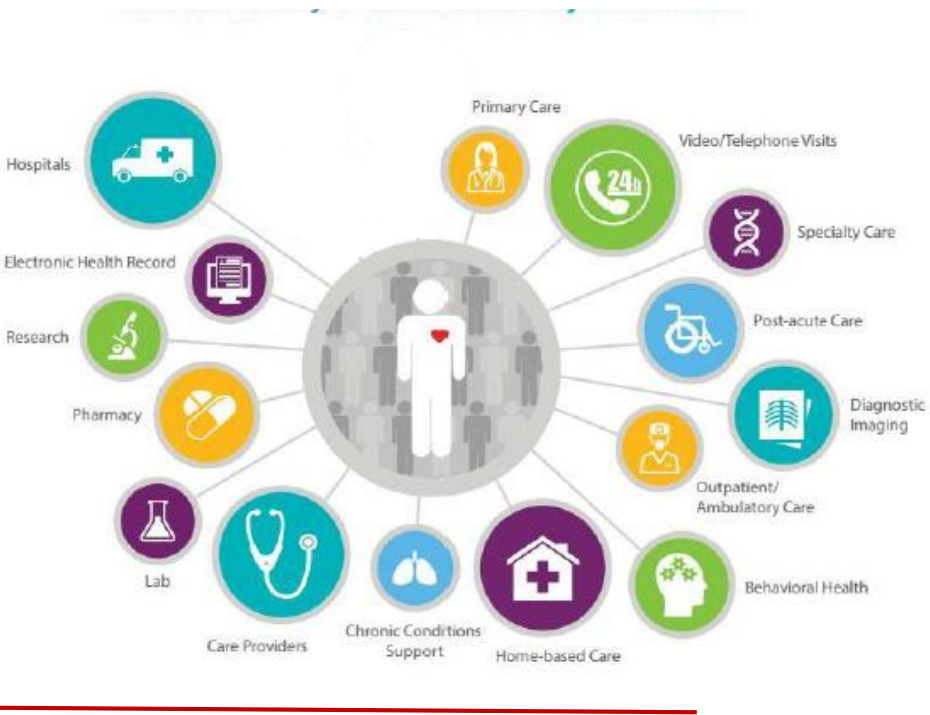 Primary Care
Video/Telephone Visits
24h
Hospitals
Specialty Care
Electronic Health Record
Post-acute Care
Research
Pharmacy
Diagnostic
Imaging
Outpatient/
Ambulatory Care
Lab
Behavioral Health
Care Providers
Chronic Conditions
Support
Home-based Care